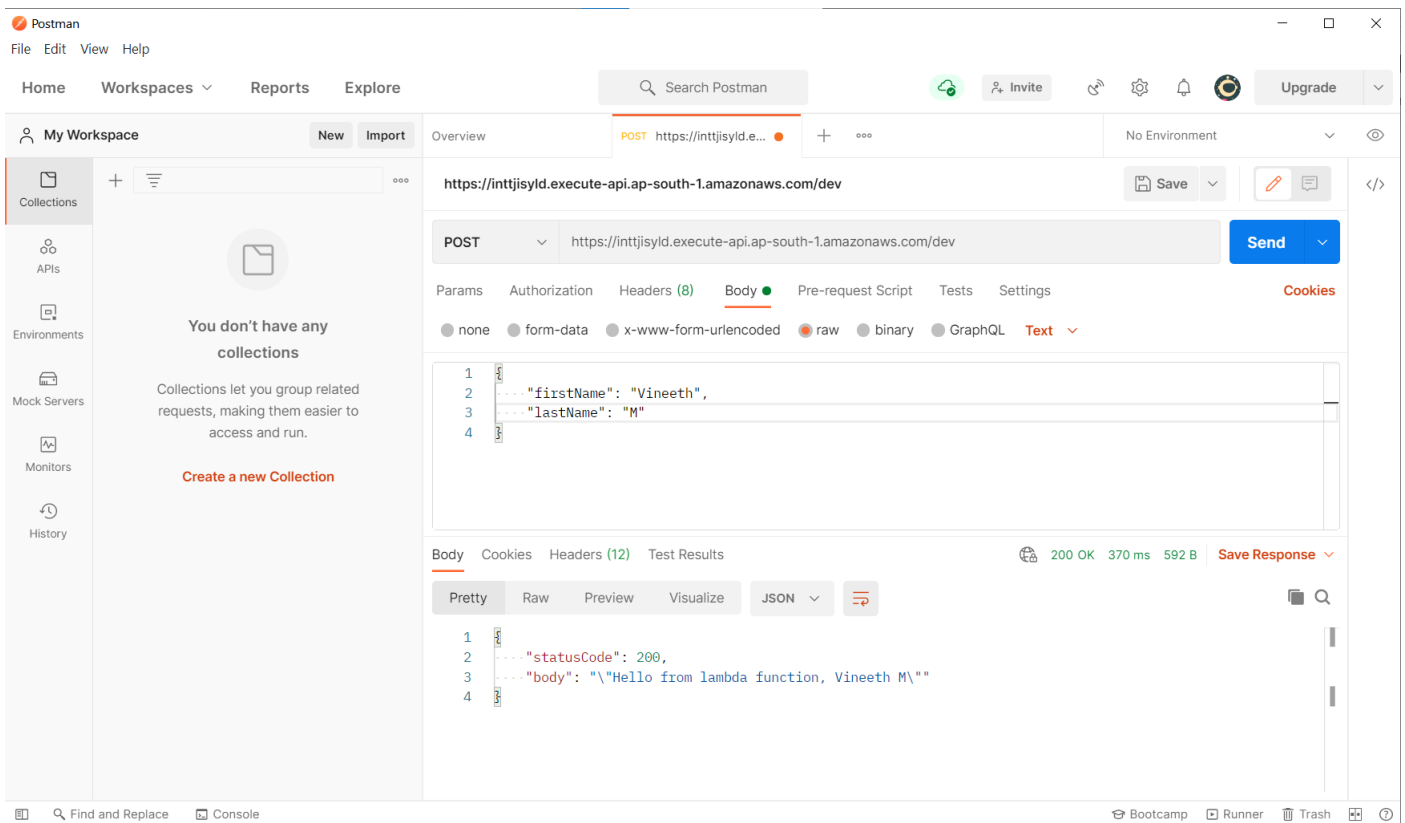 Postman
File Edit View Help
Home Workspaces Reports Explore Search Postman Invite Upgrade
My Workspace New Import Overview POST https://inttjisyld.e... No Environment
Collections
https://inttjisyld.execute-api.ap-south-1.amazonaws.com/dev Save
POST https://inttjisyld.execute-api.ap-south-1.amazonaws.com/dev Send
APIs
Params Authorization Headers (8) Body Pre-request Script Tests Settings Cookies
Environments
none form-data x-www-form-urlencoded raw binary GraphQL Text
You don't have any
collections
Mock Servers
Collections let you group related
requests, making them easier to
access and run.
Create a new Collection
Monitors
History
1 {
2 "firstName": "Vineeth",
3 "lastName": "M"
4 }
Body Cookies Headers (12) Test Results 200 OK 370 ms 592 B Save Response
Pretty Raw Preview Visualize JSON
1 {
2 "statusCode": 200,
3 "body": "\"Hello from lambda function, Vineeth M\""
4 }
Find and Replace Console Bootcamp Runner Trash